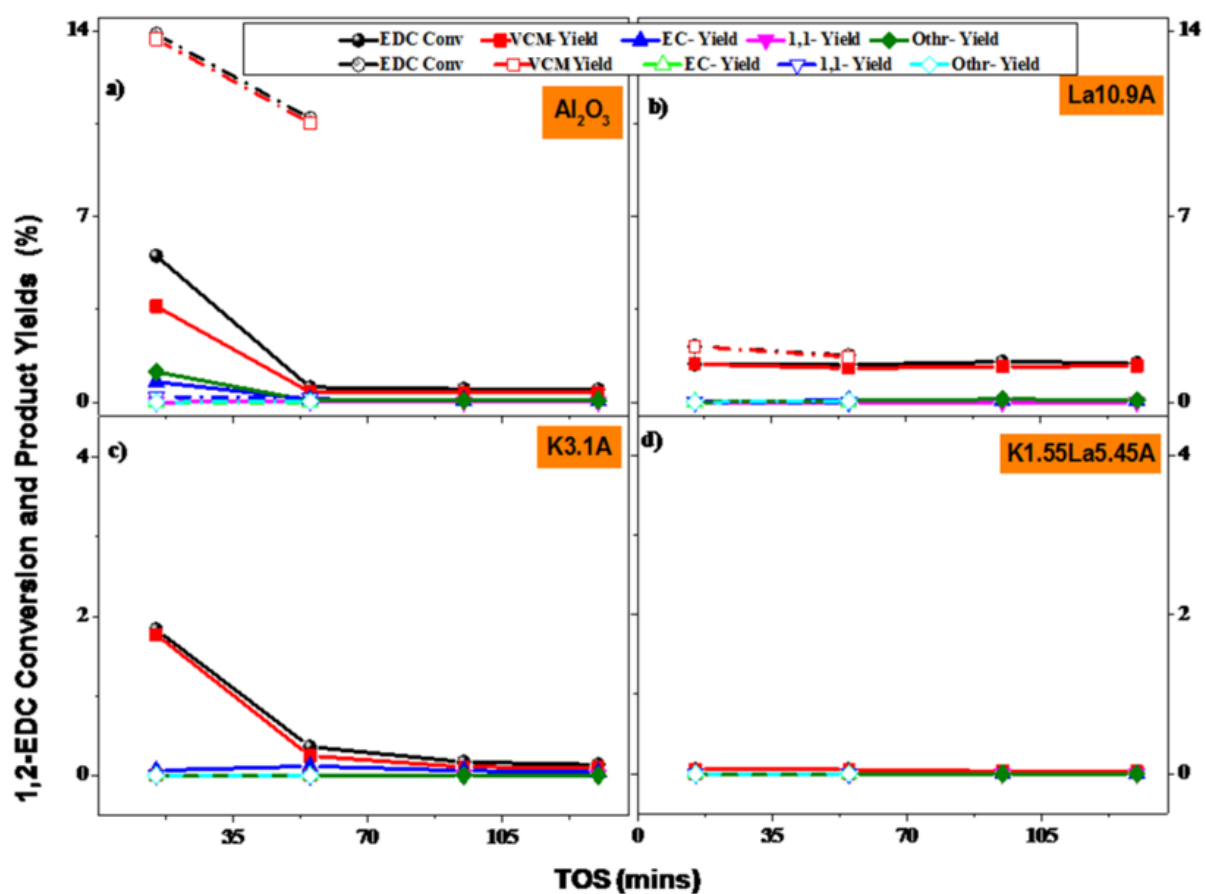 14
EDC Conv VCM- Yield EC- Yield 1,1- Yield Othr- Yield
EDC Conv VCM Yield EC- Yield 1,1- Yield Othr- Yield
14
a)
Al₂O₃
b)
La10.9A
7
7
0
0
c)
K3.1A
d)
K1.55La5.45A
4
4
2
2
0
0
35 70 105 0 35 70 105
1,2-EDC Conversion and Product Yields (%)
TOS (mins)